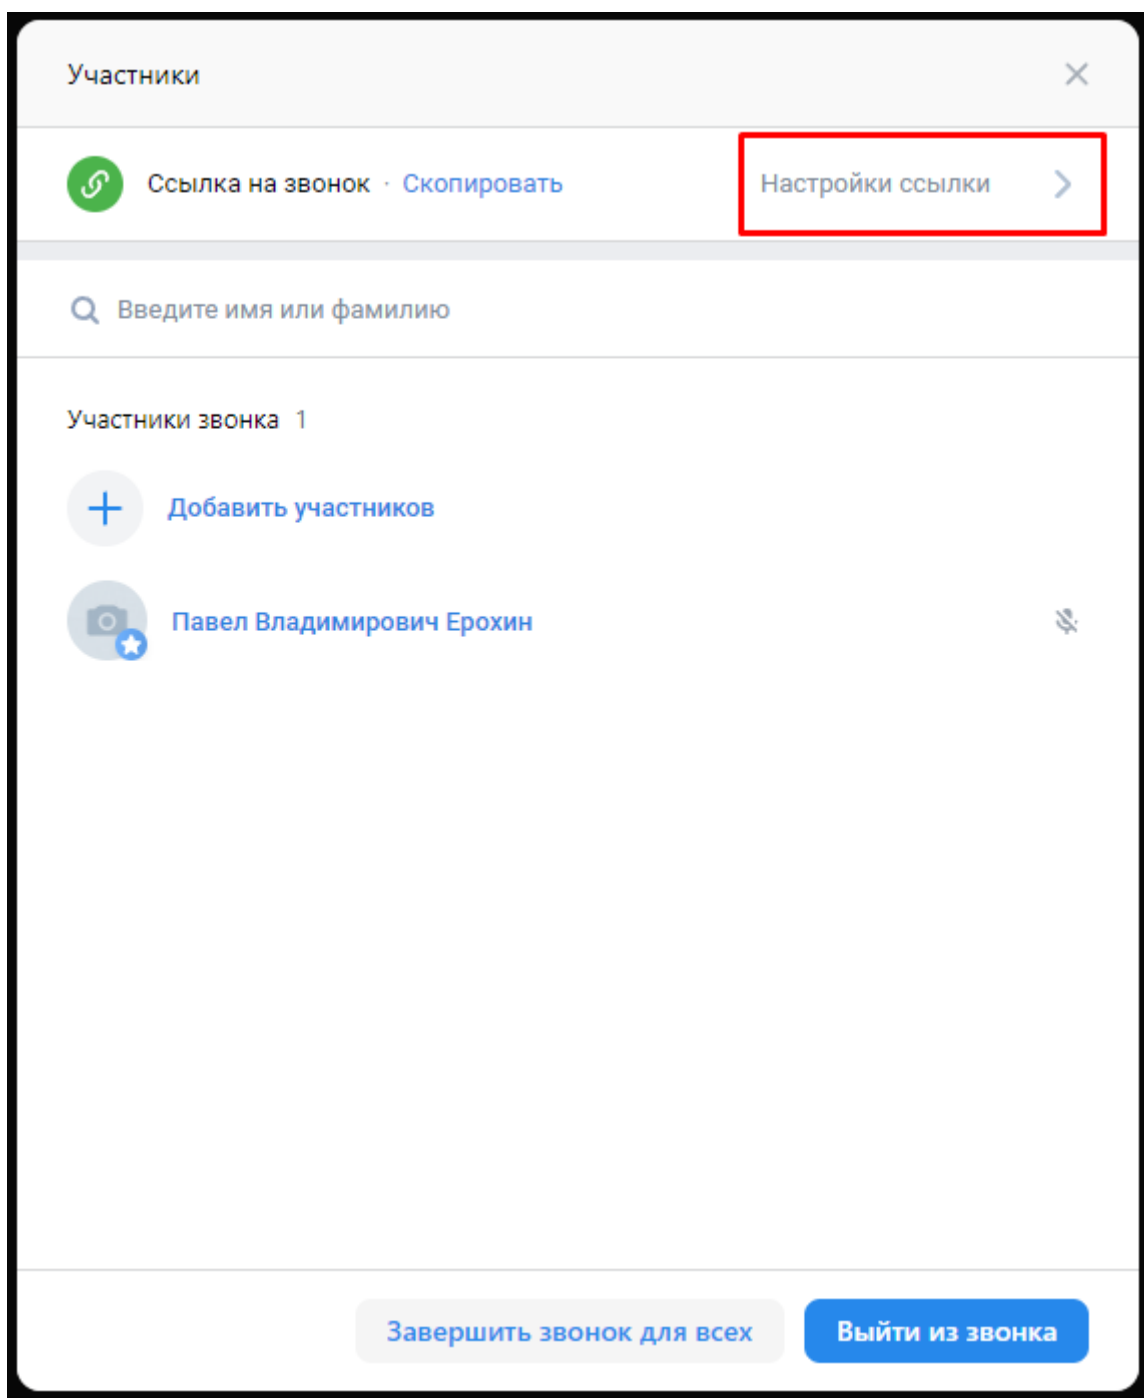 Участники
Ссылка на звонок · Скопировать Настройки ссылки
Введите имя или фамилию
Участники звонка 1
Добавить участников
Павел Владимирович Ерохин
Завершить звонок для всех Выйти из звонка